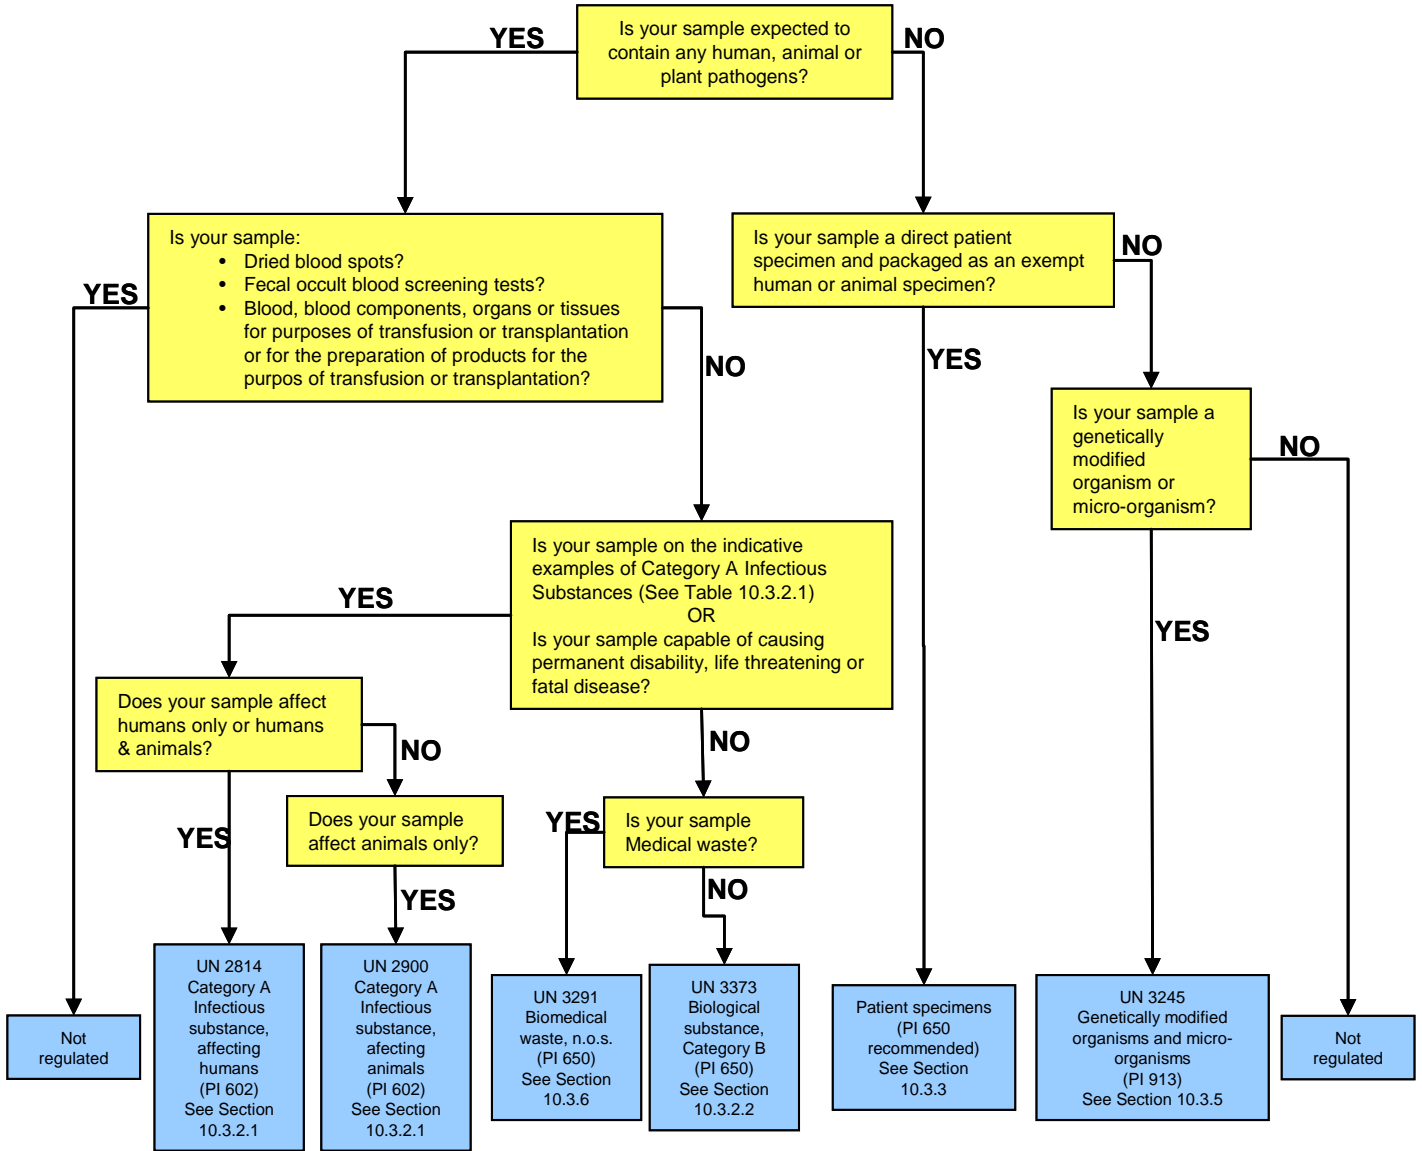 Is your sample expected to
contain any human, animal or
plant pathogens?
YES
NO
Is your sample:
• Dried blood spots?
• Fecal occult blood screening tests?
• Blood, blood components, organs or tissues
for purposes of transfusion or transplantation
or for the preparation of products for the
purpos of transfusion or transplantation?
YES
NO
Is your sample a direct patient
specimen and packaged as an exempt
human or animal specimen?
NO
YES
Is your sample a
genetically
modified
organism or
micro-organism?
NO
YES
Is your sample on the indicative
examples of Category A Infectious
Substances (See Table 10.3.2.1)
OR
Is your sample capable of causing
permanent disability, life threatening or
fatal disease?
YES
NO
Does your sample affect
humans only or humans
& animals?
NO
YES
Does your sample
affect animals only?
YES
Is your sample
Medical waste?
YES
NO
Not
regulated
UN 2814
Category A
Infectious
substance,
affecting
humans
(PI 602)
See Section
10.3.2.1
UN 2900
Category A
Infectious
substance,
afecting
animals
(PI 602)
See Section
10.3.2.1
UN 3291
Biomedical
waste, n.o.s.
(PI 650)
See Section
10.3.6
UN 3373
Biological
substance,
Category B
(PI 650)
See Section
10.3.2.2
Patient specimens
(PI 650
recommended)
See Section
10.3.3
UN 3245
Genetically modified
organisms and micro-
organisms
(PI 913)
See Section 10.3.5
Not
regulated